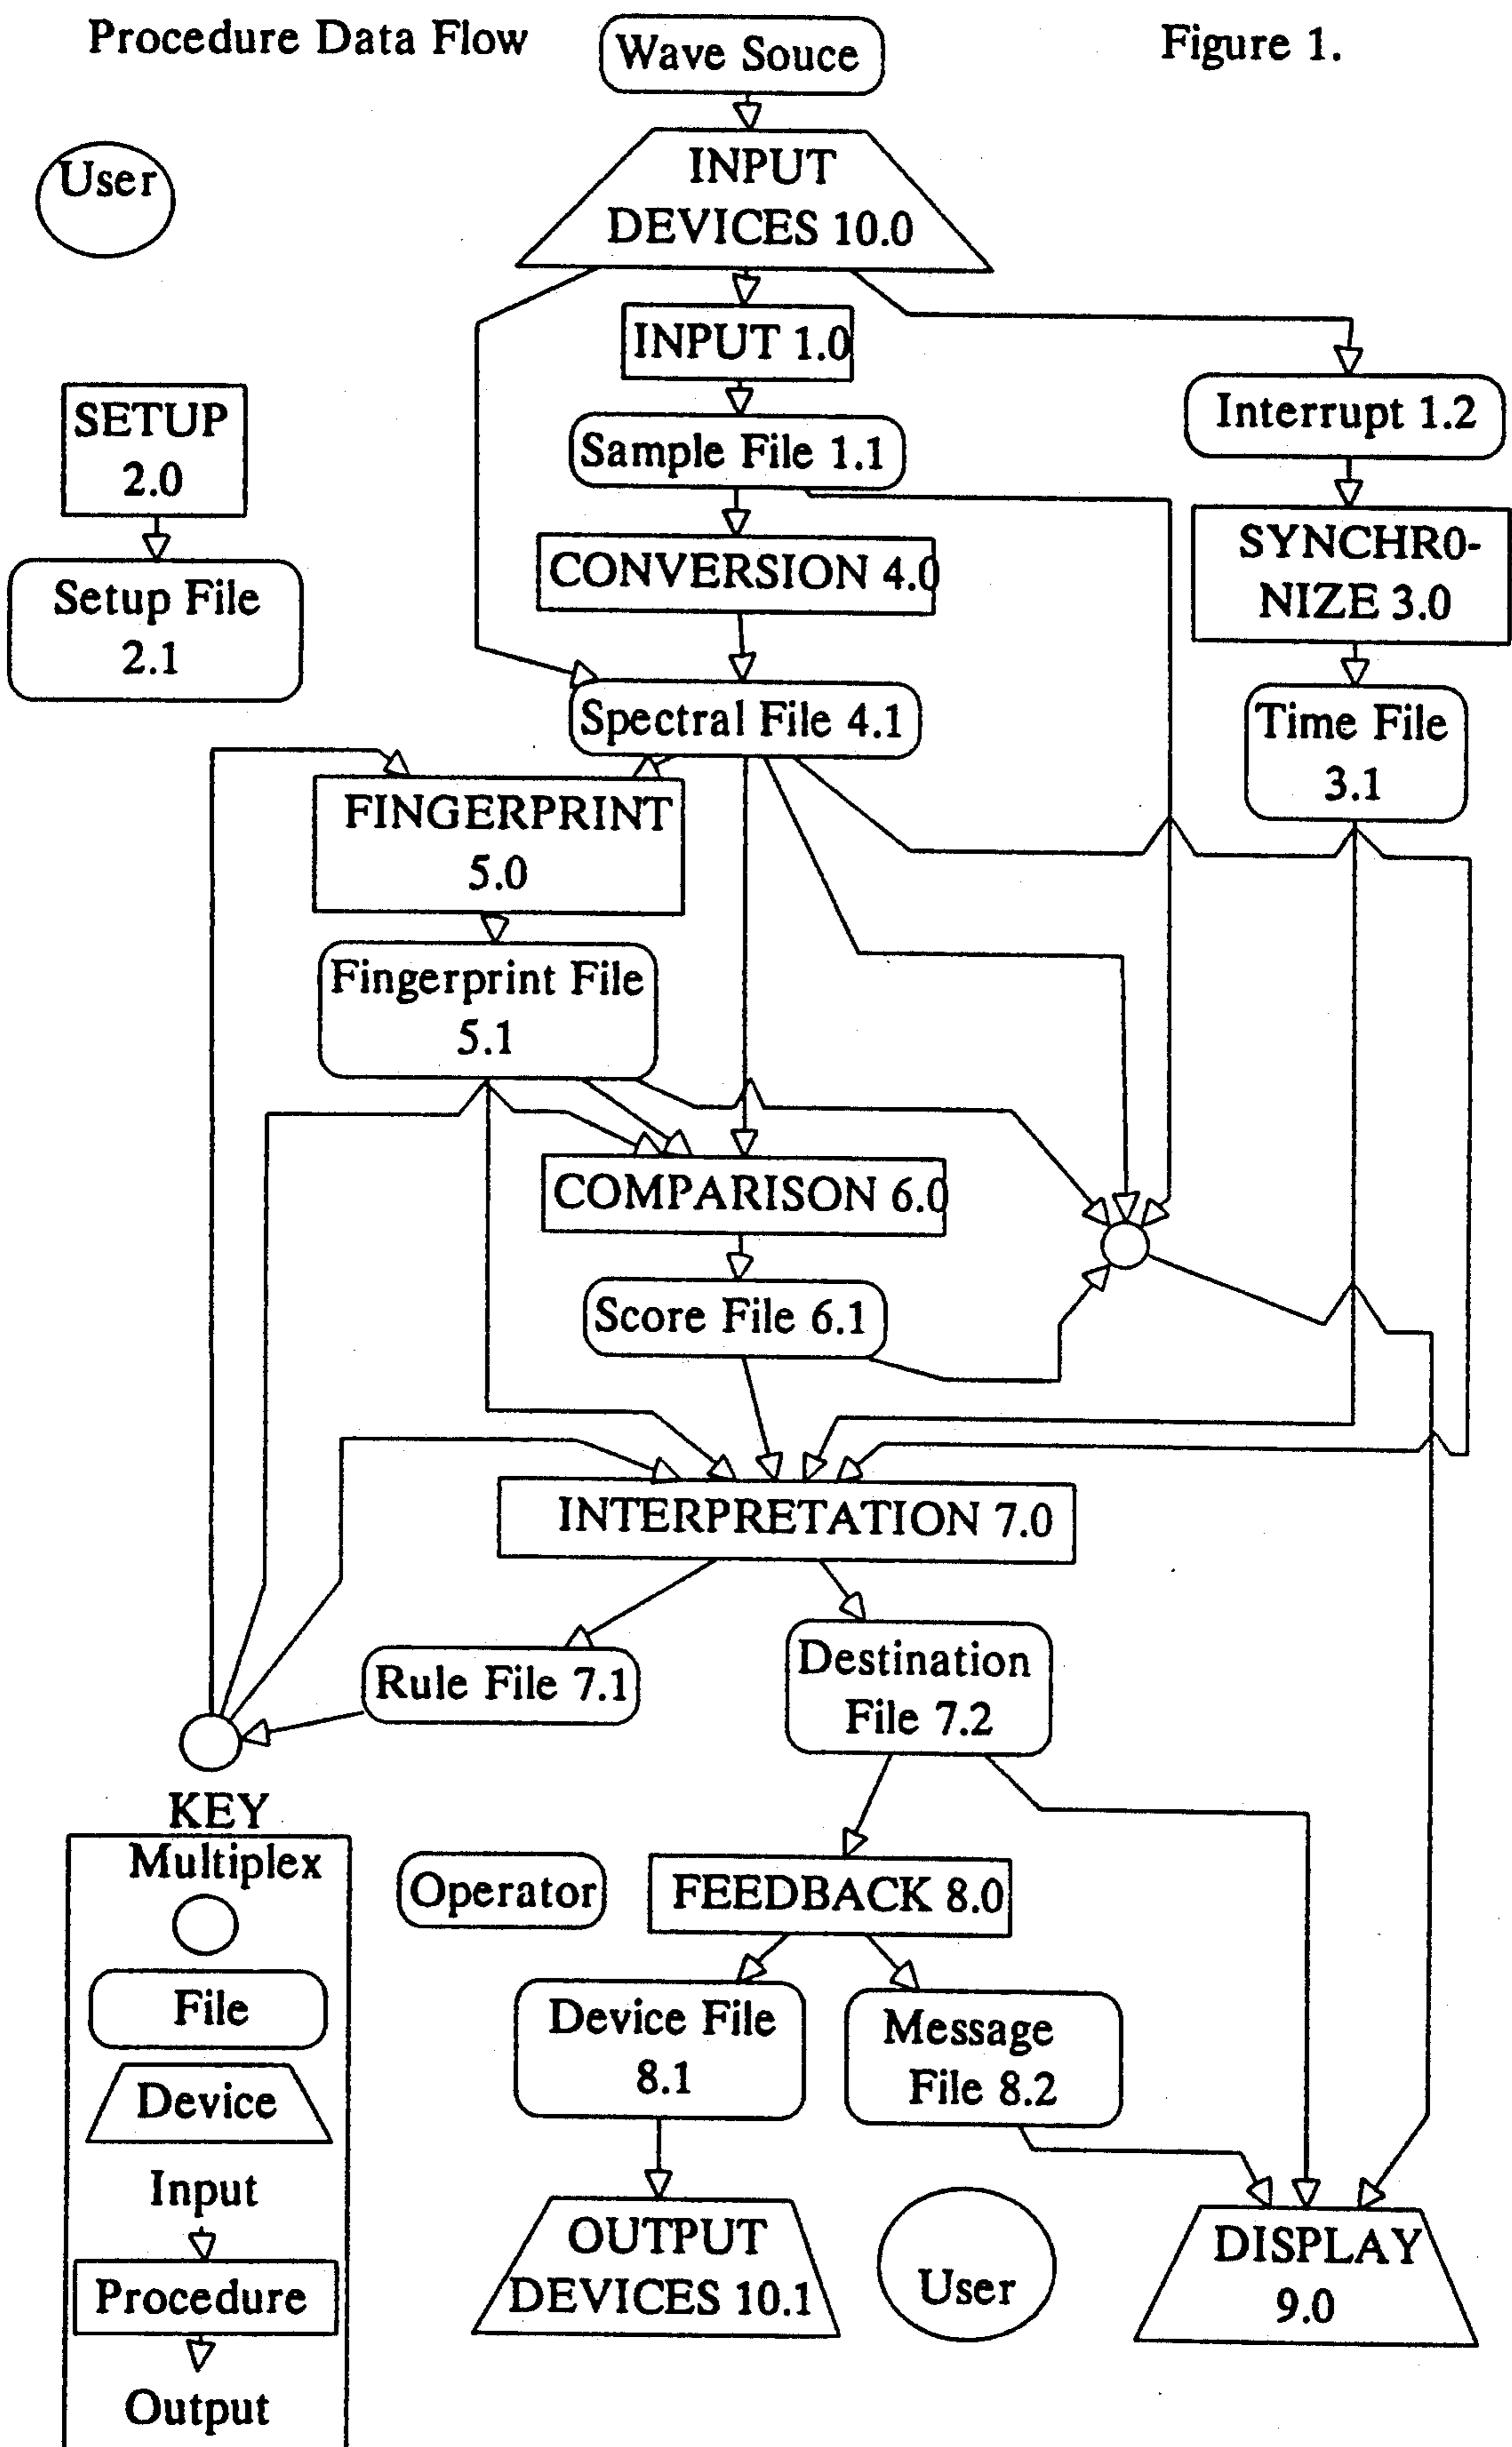 Procedure Data Flow
Wave Souce
Figure 1.
User
INPUT
DEVICES 10.0
INPUT 1.0
SETUP
2.0
Sample File 1.1
Interrupt 1.2
Setup File
2.1
CONVERSION 4.0
SYNCHR0-
NIZE 3.0
Spectral File 4.1
Time File
3.1
FINGERPRINT
5.0
Fingerprint File
5.1
COMPARISON 6.0
Score File 6.1
INTERPRETATION 7.0
Rule File 7.1
Destination
File 7.2
KEY
Multiplex
File
Device
Input
Procedure
Output
Operator
FEEDBACK 8.0
Device File
8.1
Message
File 8.2
OUTPUT
DEVICES 10.1
User
DISPLAY
9.0